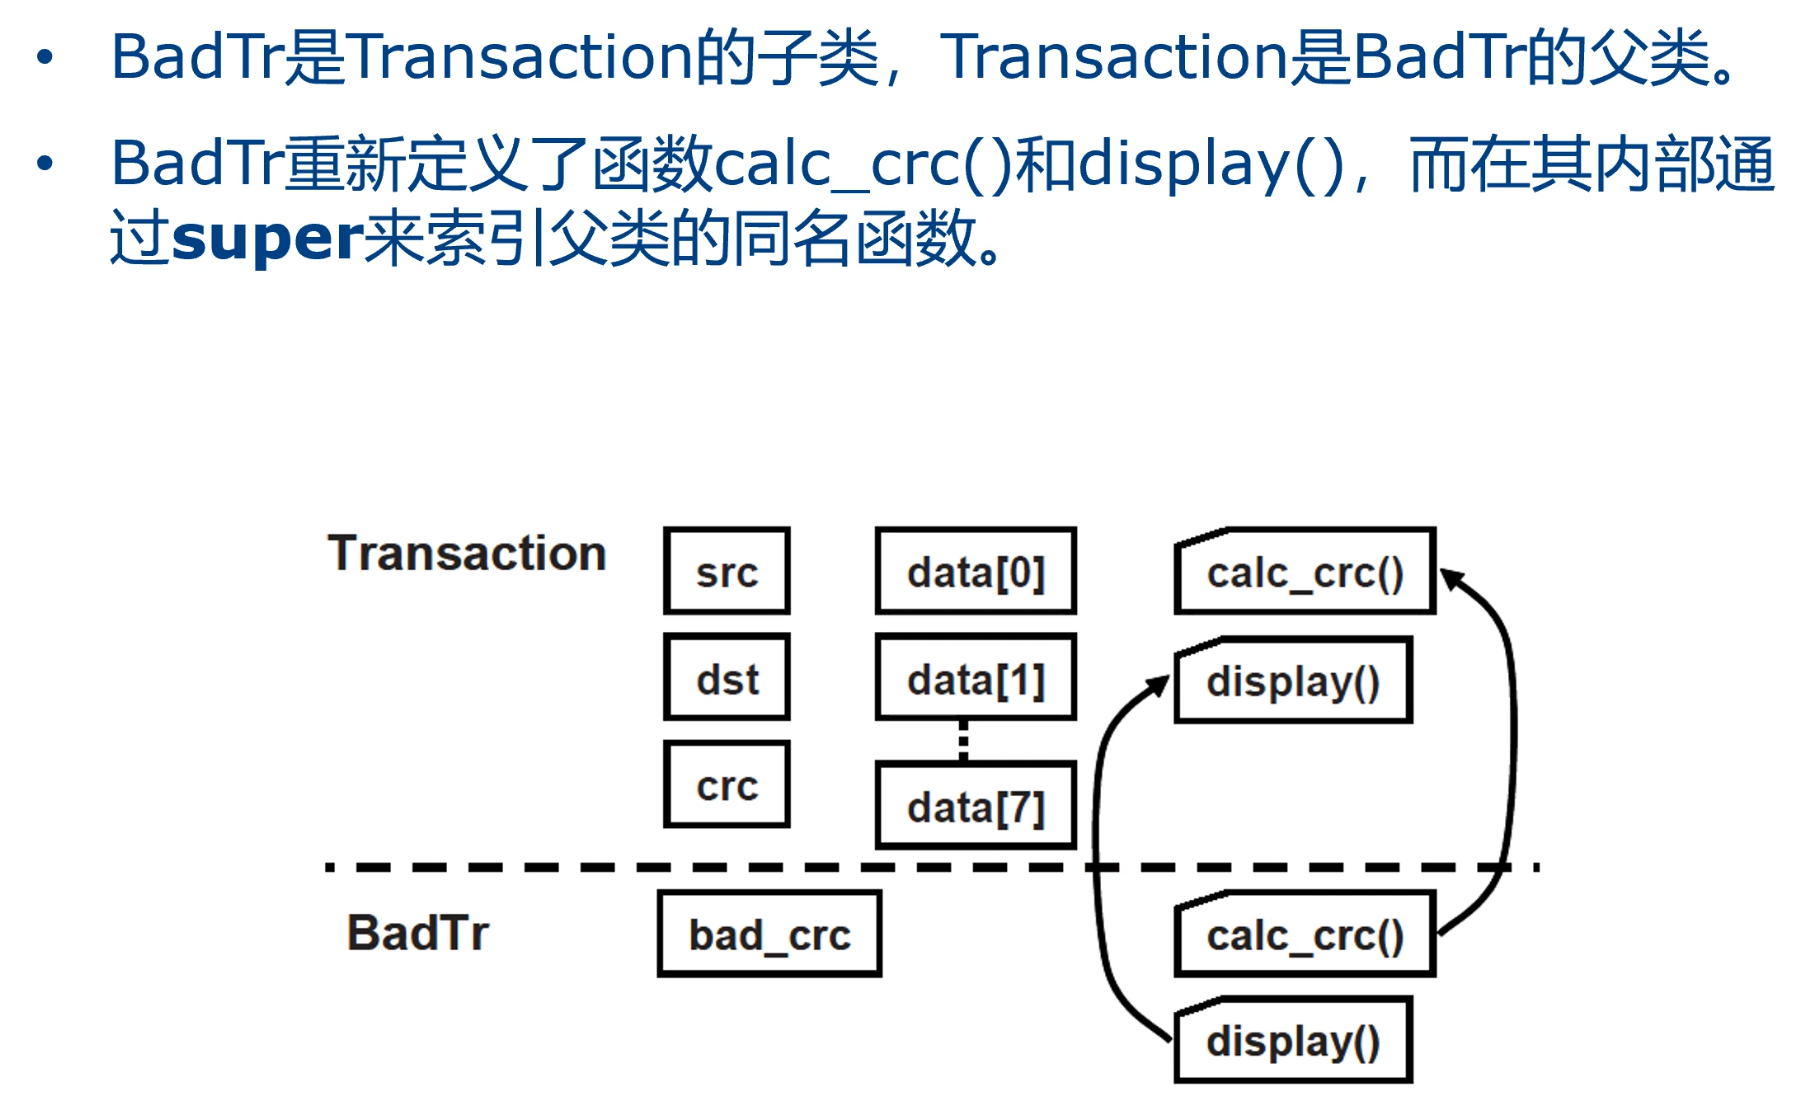 • BadTr是Transaction的子类，Transaction是BadTr的父类。
• BadTr重新定义了函数calc_crc()和display()，而在其内部通
过super来索引父类的同名函数。
Transaction
src
data[0]
calc_crc()
dst
data[1]
display()
crc
data[7]
BadTr
bad_crc
calc_crc()
display()